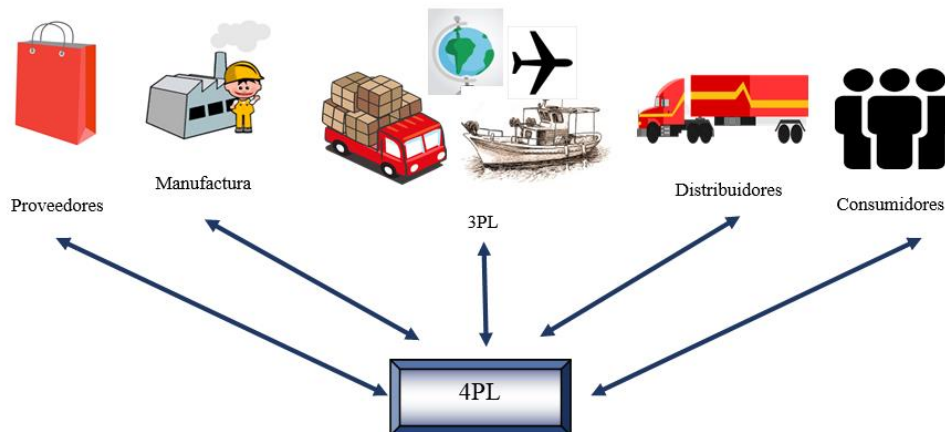 Proveedores
Manufactura
3PL
Distribuidores
Consumidores
4PL